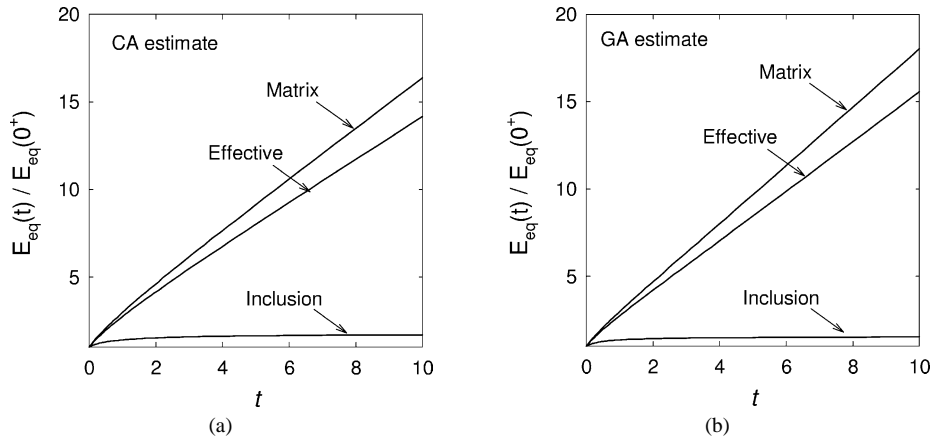 20
CA estimate
Matrix
15
Effective
10
5
Inclusion
0 2 4 6 8 10
E_eq(t) / E_eq(0⁺)
t
(a)
20
GA estimate
Matrix
15
Effective
10
5
Inclusion
0 2 4 6 8 10
E_eq(t) / E_eq(0⁺)
t
(b)